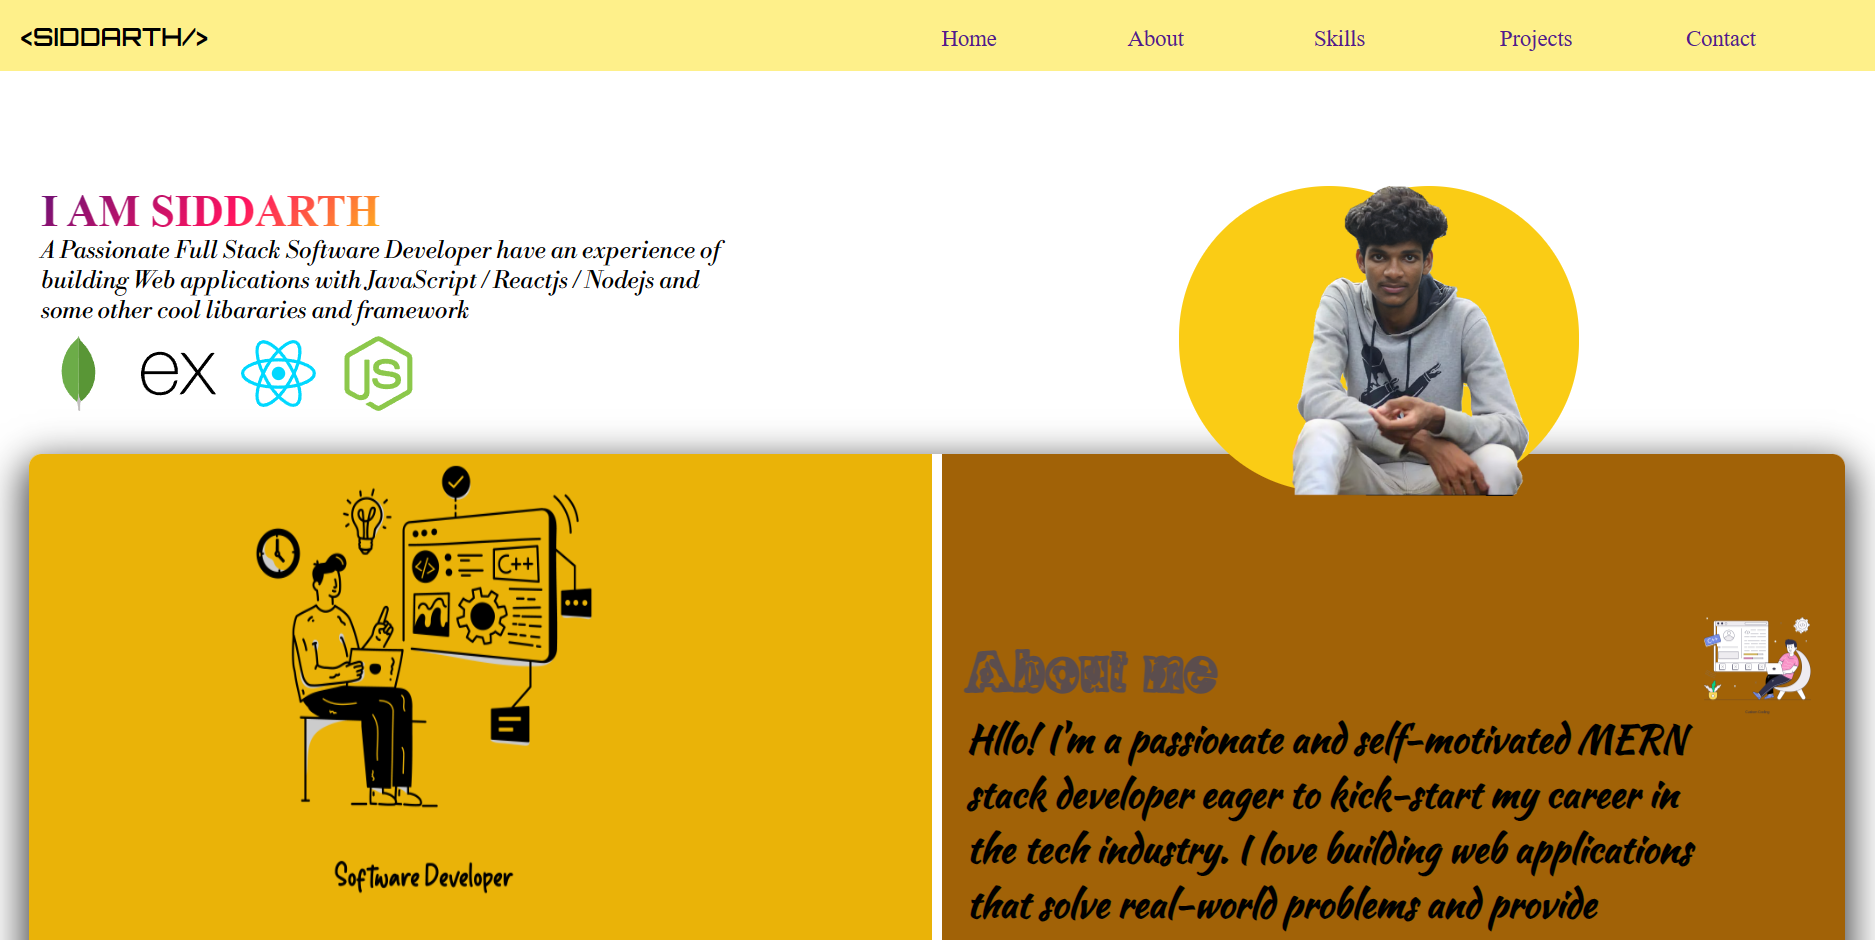 <SIDDARTH/>
Home About Skills Projects Contact
I AM SIDDARTH
A Passionate Full Stack Software Developer have an experience of
building Web applications with JavaScript / Reactjs / Nodejs and
some other cool libararies and framework
ex
JS
C++
</>
Software Developer
C++
About me
Hllo! I'm a passionate and self-motivated MERN
stack developer eager to kick-start my career in
the tech industry. I love building web applications
that solve real-world problems and provide